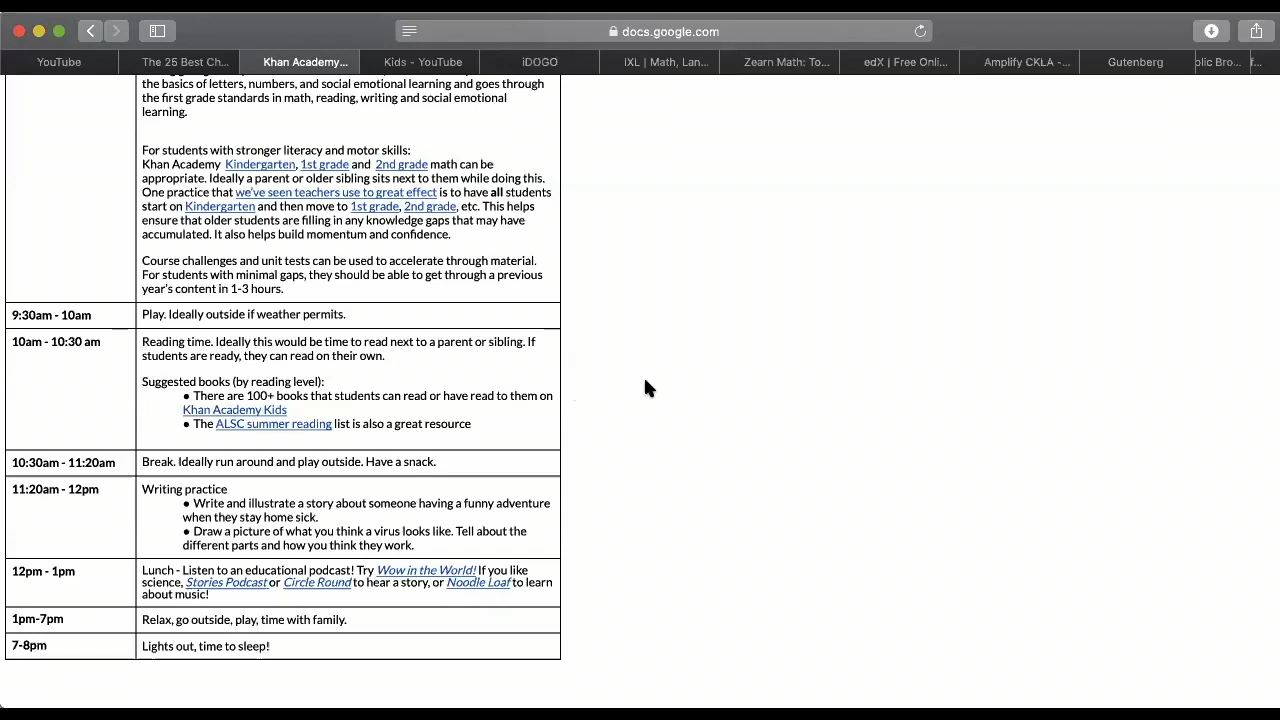 docs.google.com
YouTube
The 25 Best Ch...
Khan Academy...
Kids - YouTube
iDOGO
IXL | Math, Lan...
Zearn Math: To...
edX | Free Onli...
Amplify CKLA -...
Gutenberg
olic Bro...
f...
the basics of letters, numbers, and social emotional learning and goes through
the first grade standards in math, reading, writing and social emotional
learning.
For students with stronger literacy and motor skills:
Khan Academy Kindergarten, 1st grade and 2nd grade math can be
appropriate. Ideally a parent or older sibling sits next to them while doing this.
One practice that we've seen teachers use to great effect is to have all students
start on Kindergarten and then move to 1st grade, 2nd grade, etc. This helps
ensure that older students are filling in any knowledge gaps that may have
accumulated. It also helps build momentum and confidence.
Course challenges and unit tests can be used to accelerate through material.
For students with minimal gaps, they should be able to get through a previous
year's content in 1-3 hours.
9:30am - 10am
Play. Ideally outside if weather permits.
10am - 10:30 am
Reading time. Ideally this would be time to read next to a parent or sibling. If
students are ready, they can read on their own.
Suggested books (by reading level):
● There are 100+ books that students can read or have read to them on
Khan Academy Kids
● The ALSC summer reading list is also a great resource
10:30am - 11:20am
Break. Ideally run around and play outside. Have a snack.
11:20am - 12pm
Writing practice
● Write and illustrate a story about someone having a funny adventure
when they stay home sick.
● Draw a picture of what you think a virus looks like. Tell about the
different parts and how you think they work.
12pm - 1pm
Lunch - Listen to an educational podcast! Try Wow in the World! If you like
science, Stories Podcast or Circle Round to hear a story, or Noodle Loaf to learn
about music!
1pm-7pm
Relax, go outside, play, time with family.
7-8pm
Lights out, time to sleep!